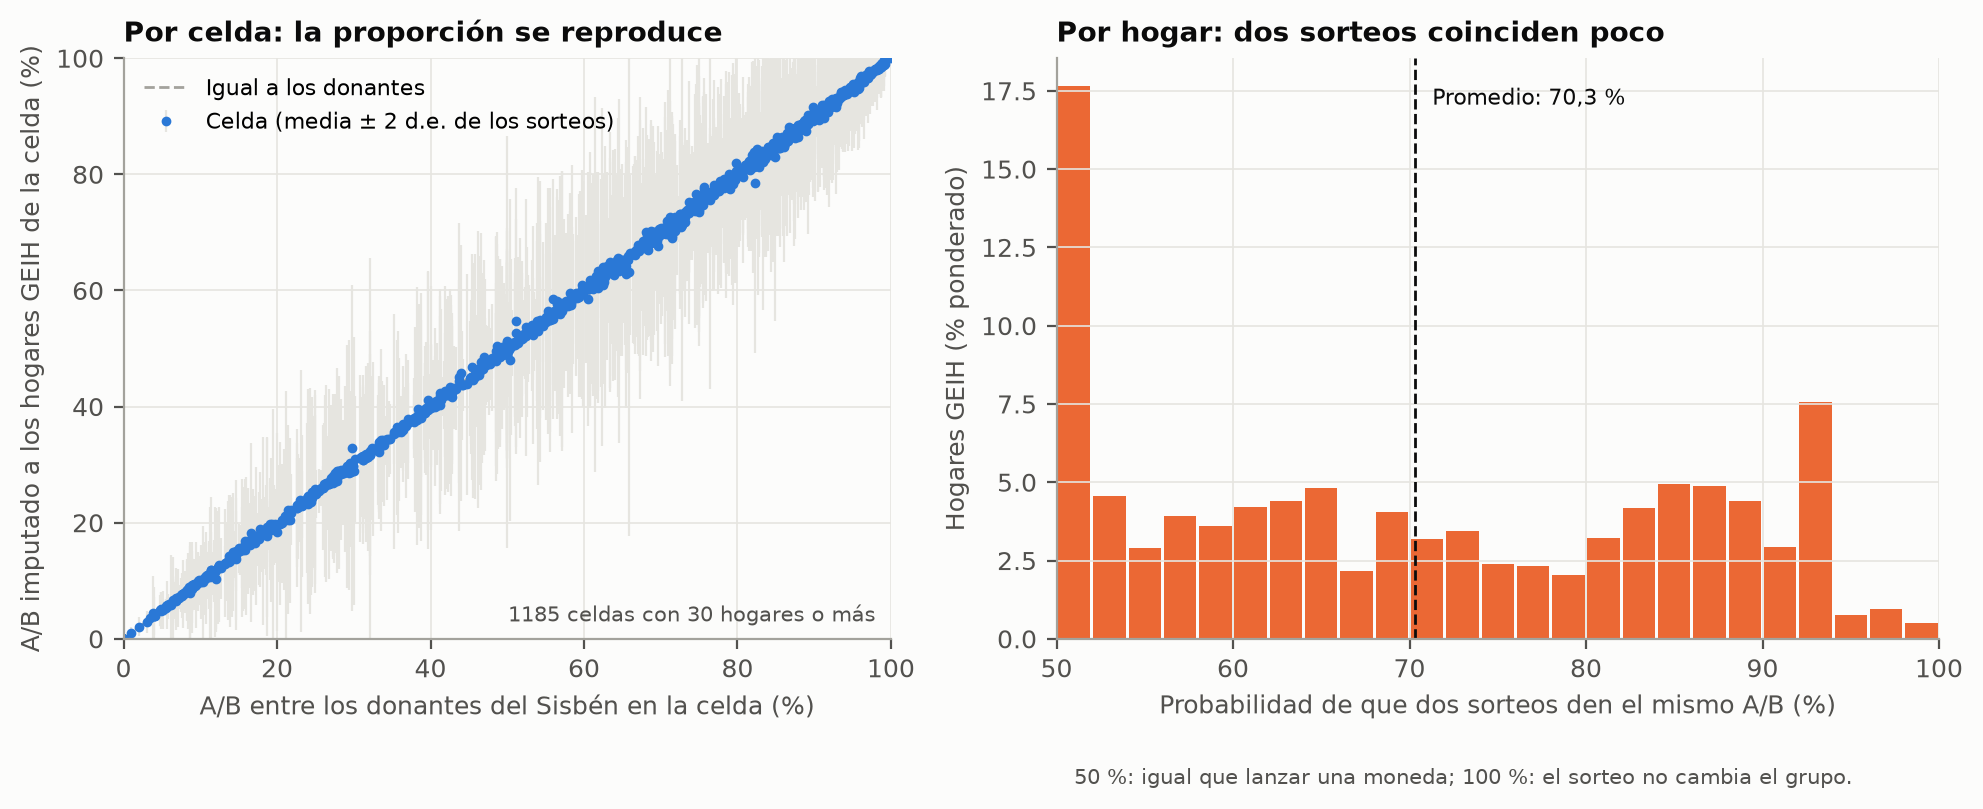 Por celda: la proporción se reproduce
A/B imputado a los hogares GEIH de la celda (%)
100
80
60
40
20
0
Igual a los donantes
Celda (media ± 2 d.e. de los sorteos)
1185 celdas con 30 hogares o más
0 20 40 60 80 100
A/B entre los donantes del Sisbén en la celda (%)
Por hogar: dos sorteos coinciden poco
Hogares GEIH (% ponderado)
17.5
15.0
12.5
10.0
7.5
5.0
2.5
0.0
Promedio: 70,3 %
50 60 70 80 90 100
Probabilidad de que dos sorteos den el mismo A/B (%)
50 %: igual que lanzar una moneda; 100 %: el sorteo no cambia el grupo.